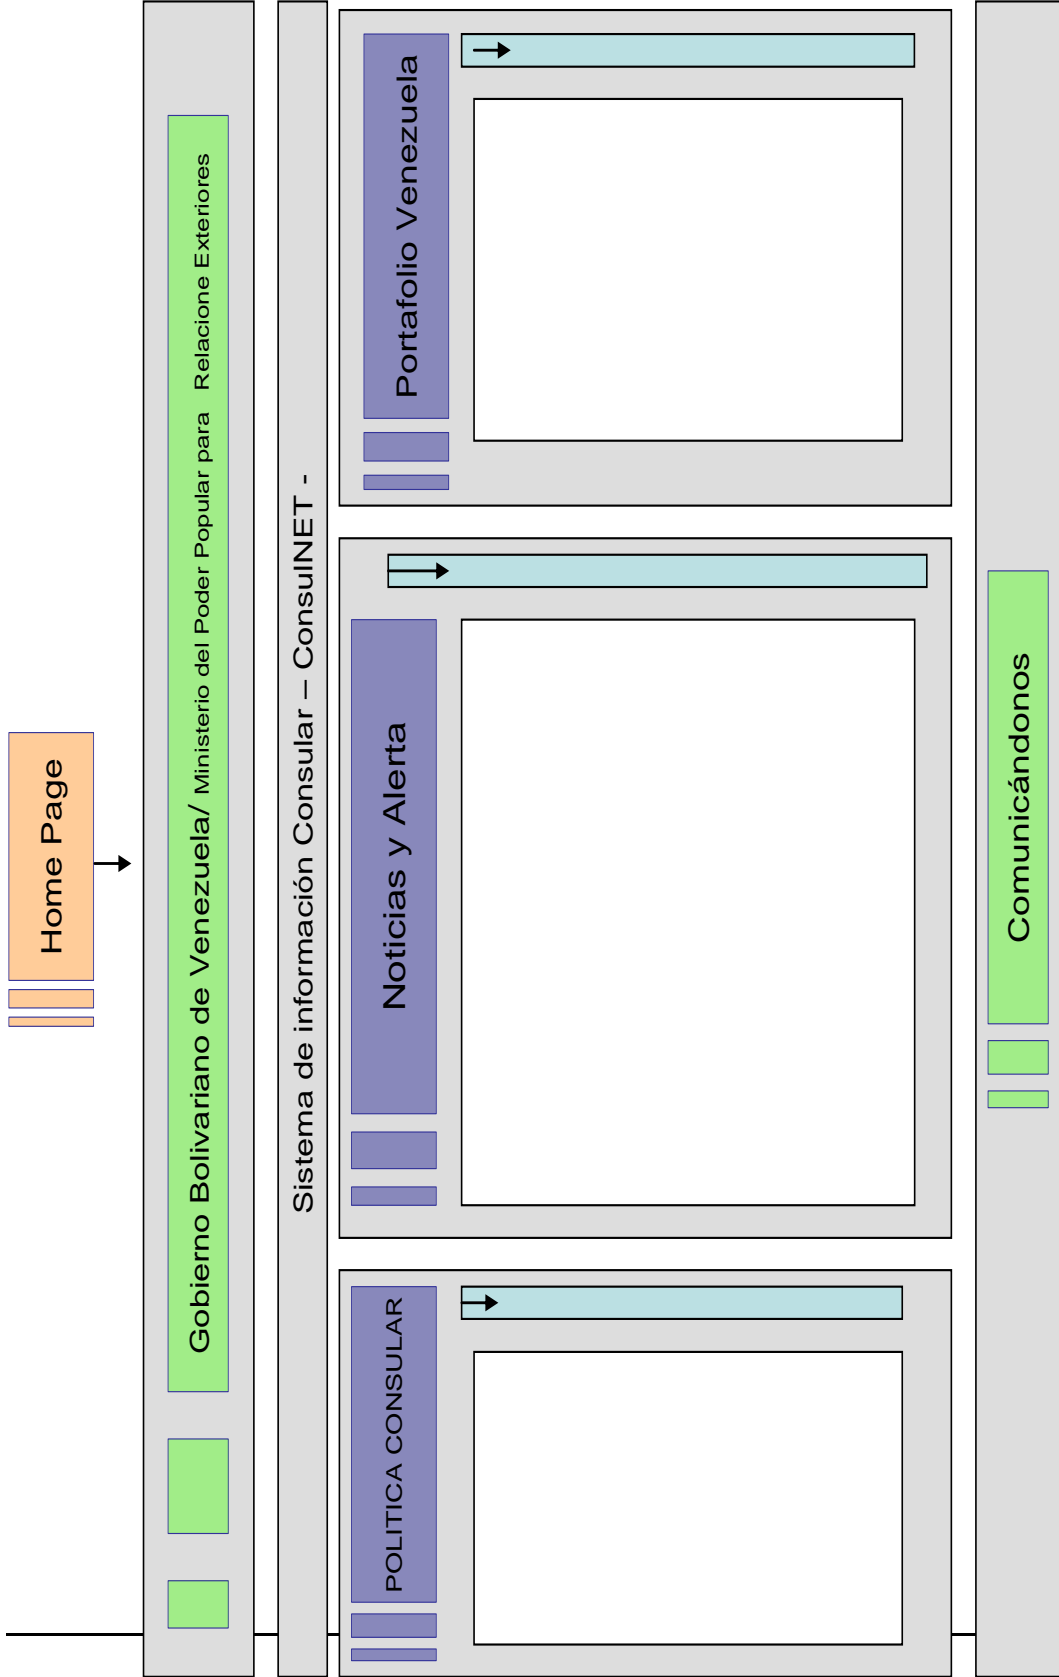 Home Page
Gobierno Bolivariano de Venezuela/ Ministerio del Poder Popular para Relacione Exteriores
Sistema de información Consular – ConsulNET -
POLITICA CONSULAR
Noticias y Alerta
Portafolio Venezuela
Comunicándonos